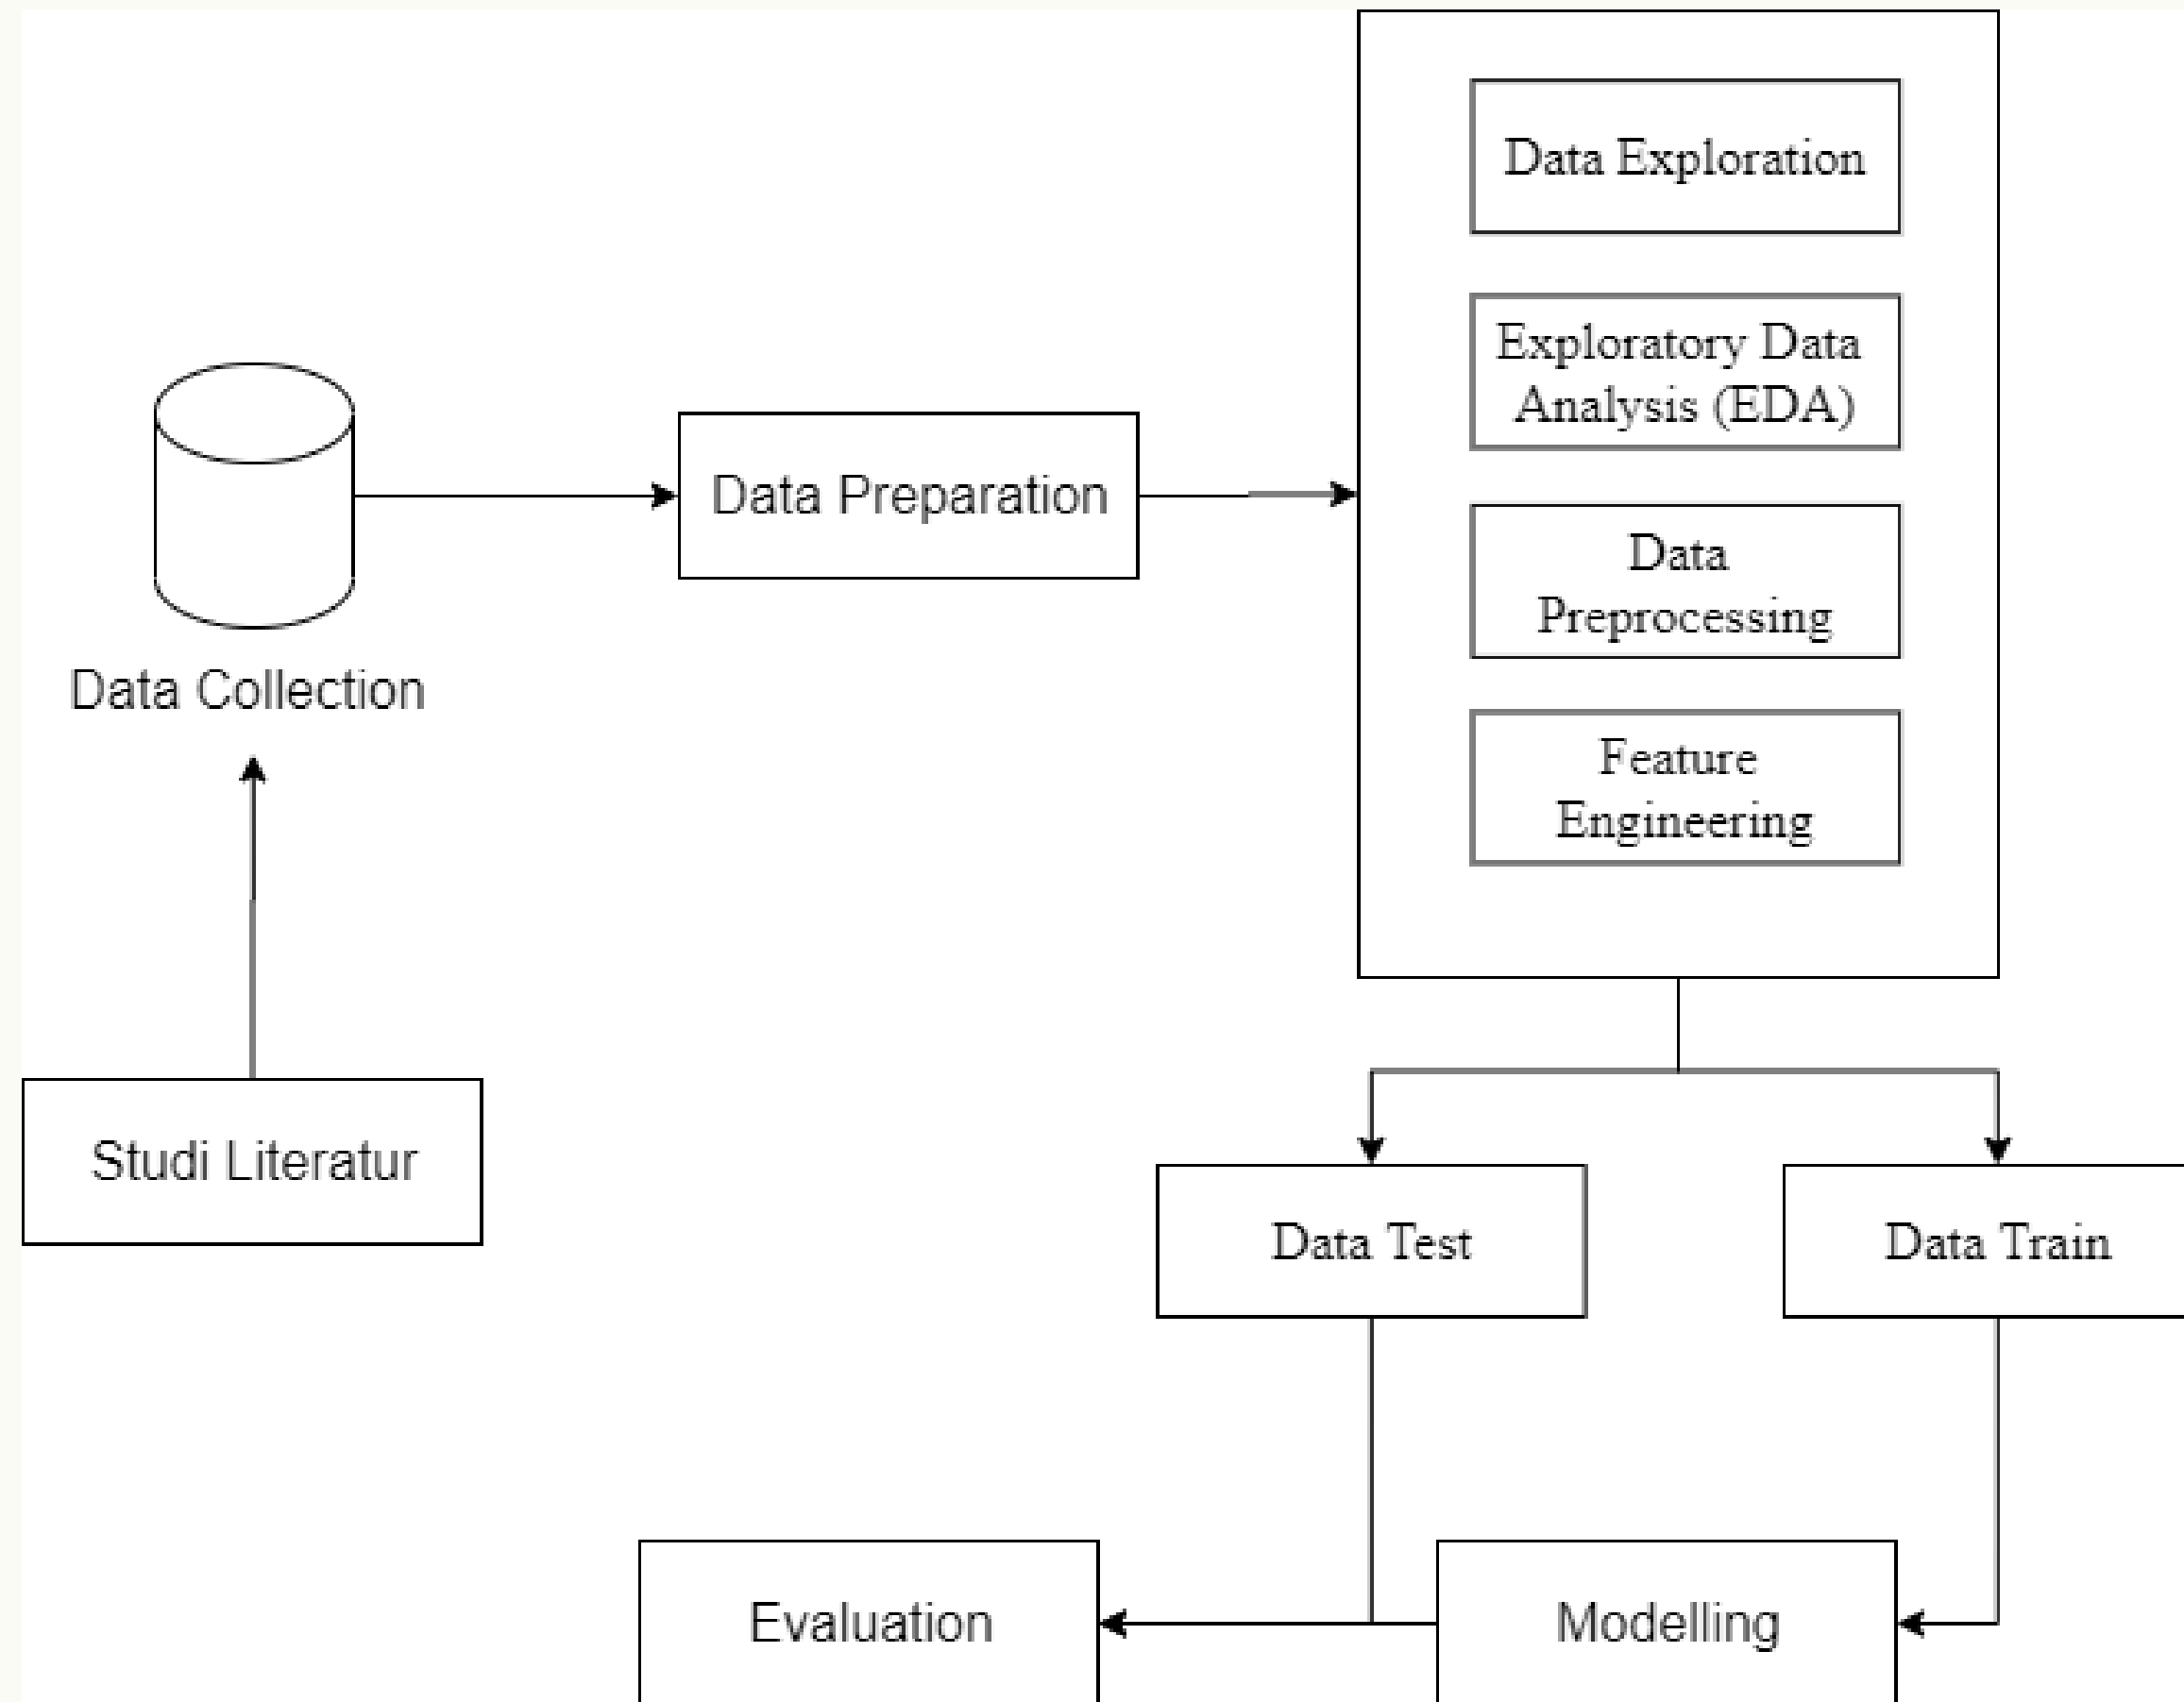 Data Exploration
Exploratory Data
Analysis (EDA)
Data Preparation
Data
Preprocessing
Data Collection
Feature
Engineering
Studi Literatur
Data Test
Data Train
Evaluation
Modelling